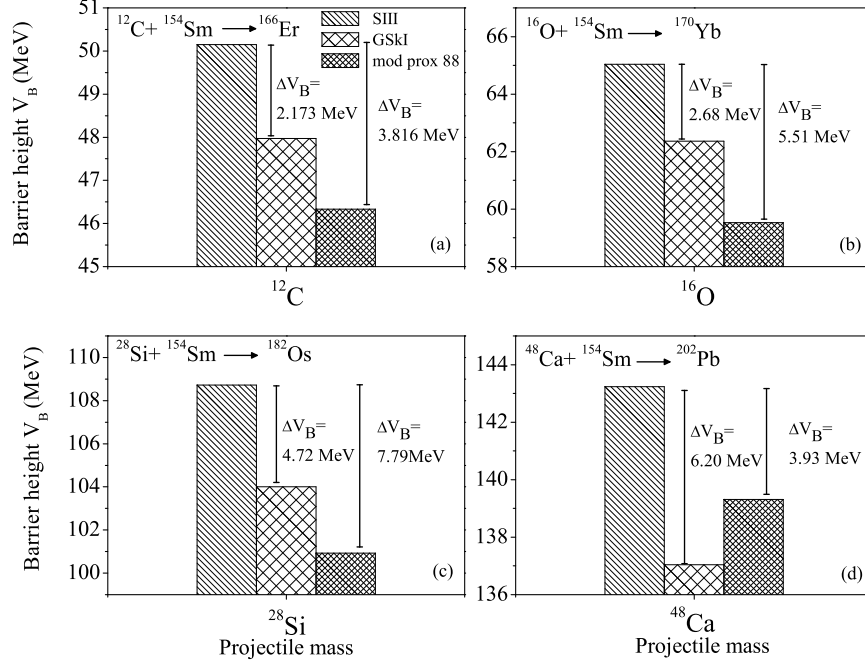 ¹²C+ ¹⁵⁴Sm → ¹⁶⁶Er
SIII
GSkI
mod prox 88
ΔV_B=
2.173 MeV
ΔV_B=
3.816 MeV
(a)
Barrier height V_B (MeV)
50
49
48
47
46
45
¹²C
¹⁶O+ ¹⁵⁴Sm → ¹⁷⁰Yb
ΔV_B=
2.68 MeV
ΔV_B=
5.51 MeV
(b)
66
64
62
60
58
¹⁶O
²⁸Si+ ¹⁵⁴Sm → ¹⁸²Os
ΔV_B=
4.72 MeV
ΔV_B=
7.79MeV
(c)
Barrier height V_B (MeV)
110
108
106
104
102
100
²⁸Si
Projectile mass
⁴⁸Ca+ ¹⁵⁴Sm → ²⁰²Pb
ΔV_B=
6.20 MeV
ΔV_B=
3.93 MeV
(d)
144
142
140
138
136
⁴⁸Ca
Projectile mass